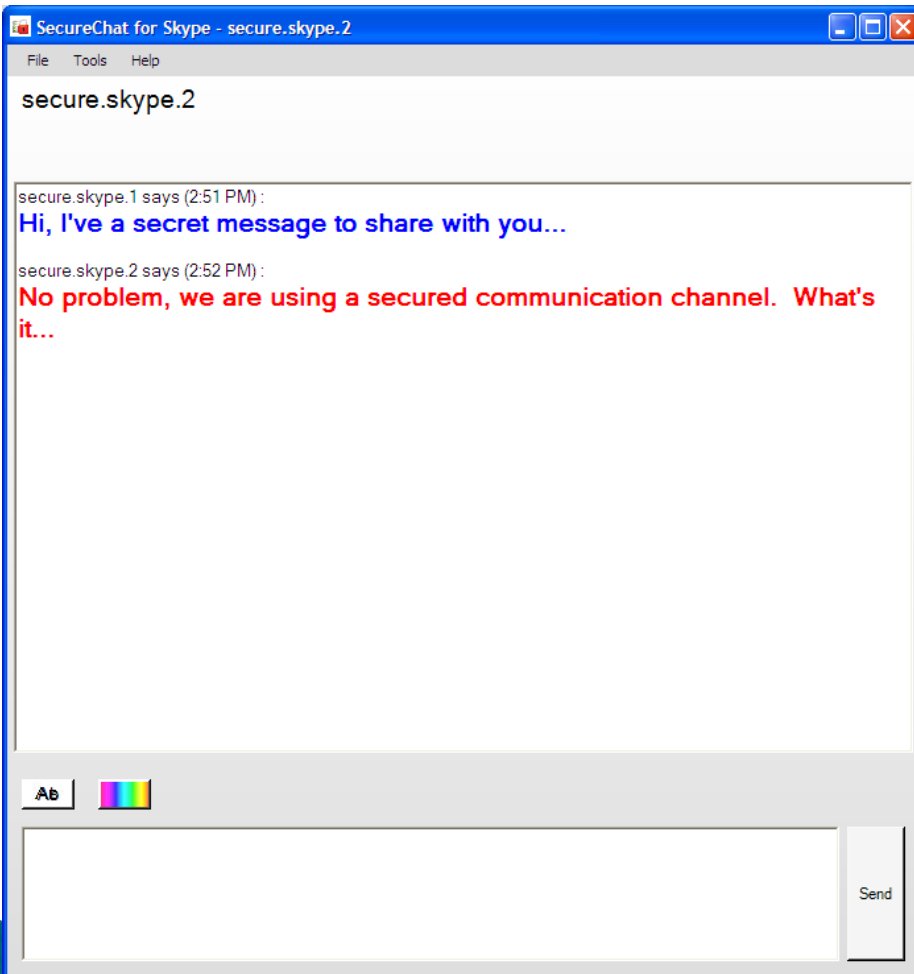 SecureChat for Skype - secure.skype.2
File Tools Help
secure.skype.2
secure.skype.1 says (2:51 PM) :
Hi, I've a secret message to share with you...
secure.skype.2 says (2:52 PM) :
No problem, we are using a secured communication channel.  What's
it...
Ab
Send